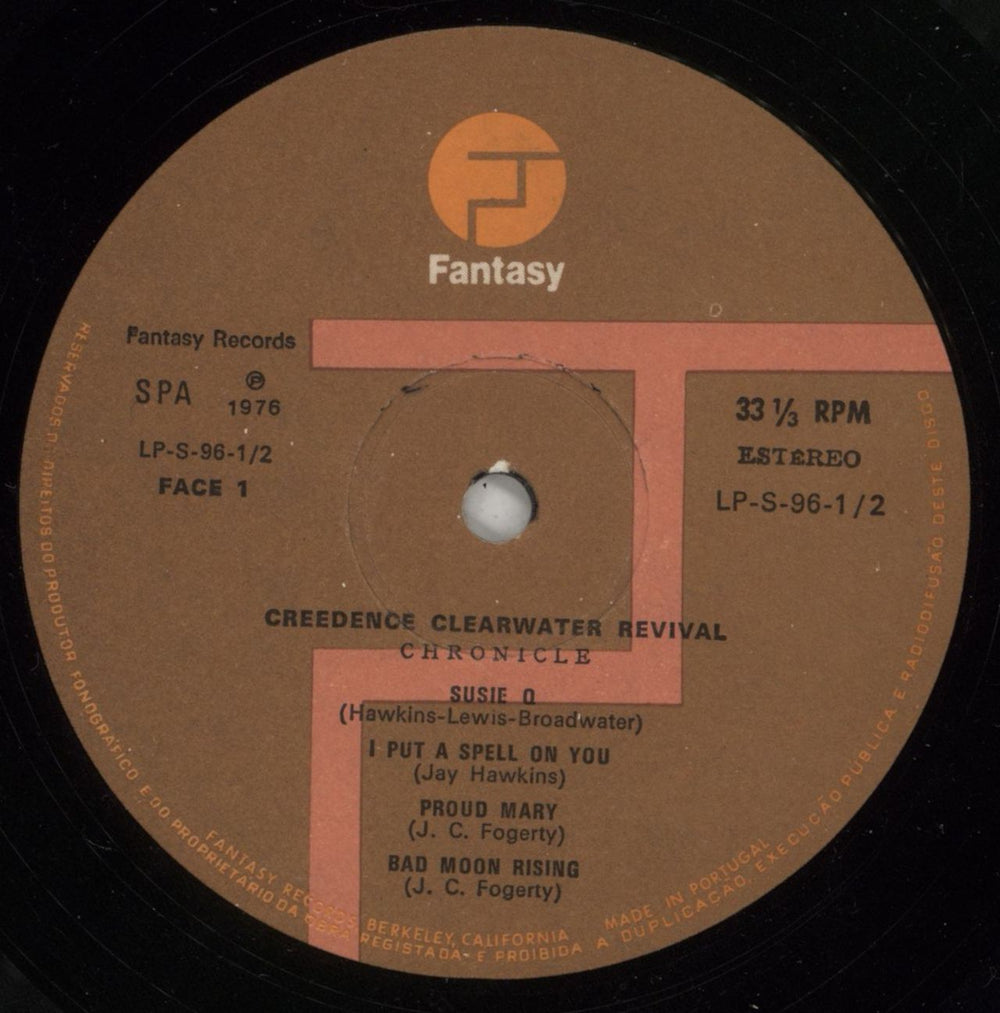 Fantasy
Fantasy Records
SPA
℗
1976
LP-S-96-1/2
FACE 1
33 ⅓ RPM
ESTÉREO
LP-S-96-1/2
CREEDENCE CLEARWATER REVIVAL
CHRONICLE
SUSIE Q
(Hawkins-Lewis-Broadwater)
I PUT A SPELL ON YOU
(Jay Hawkins)
PROUD MARY
(J. C. Fogerty)
BAD MOON RISING
(J. C. Fogerty)
RESERVADOS DIREITOS DO PRODUTOR FONOGRÁFICO E DO PROPRIETÁRIO DA OBRA REGISTADA- E PROIBIDA A DUPLICAÇÃO, EXECUÇÃO PÚBLICA E RADIODIFUSÃO DESTE DISCO
FANTASY RECORDS BERKELEY, CALIFORNIA
MADE IN PORTUGAL